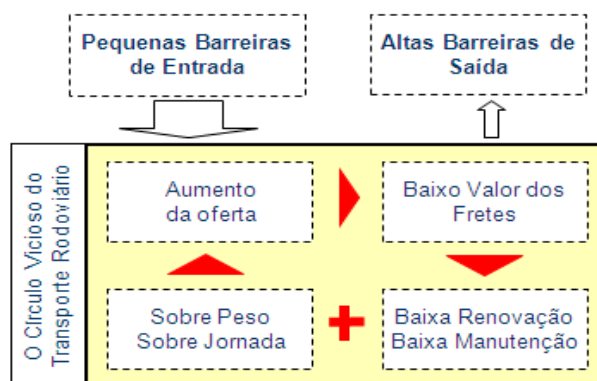 Pequenas Barreiras
de Entrada
Altas Barreiras de
Saída
O Círculo Vicioso do
Transporte Rodoviário
Aumento
da oferta
Baixo Valor dos
Fretes
Sobre Peso
Sobre Jornada
Baixa Renovação
Baixa Manutenção